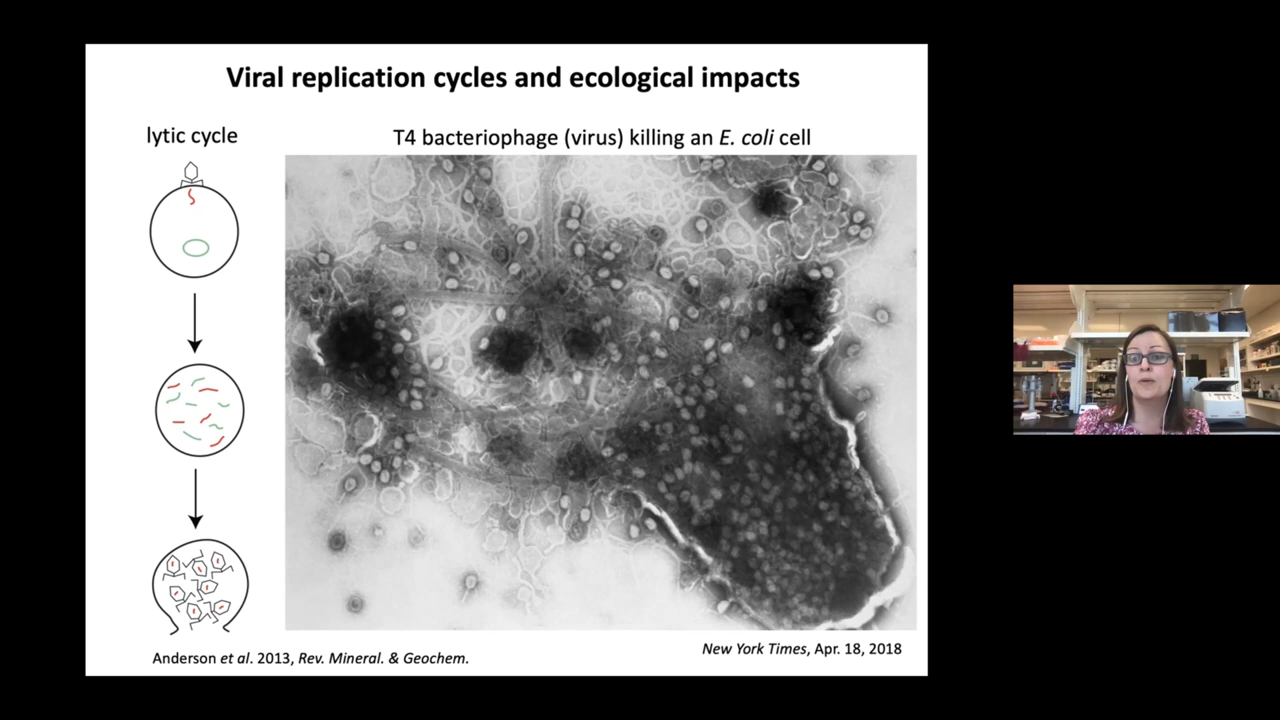 Viral replication cycles and ecological impacts
lytic cycle
T4 bacteriophage (virus) killing an E. coli cell
Anderson et al. 2013, Rev. Mineral. & Geochem.
New York Times, Apr. 18, 2018